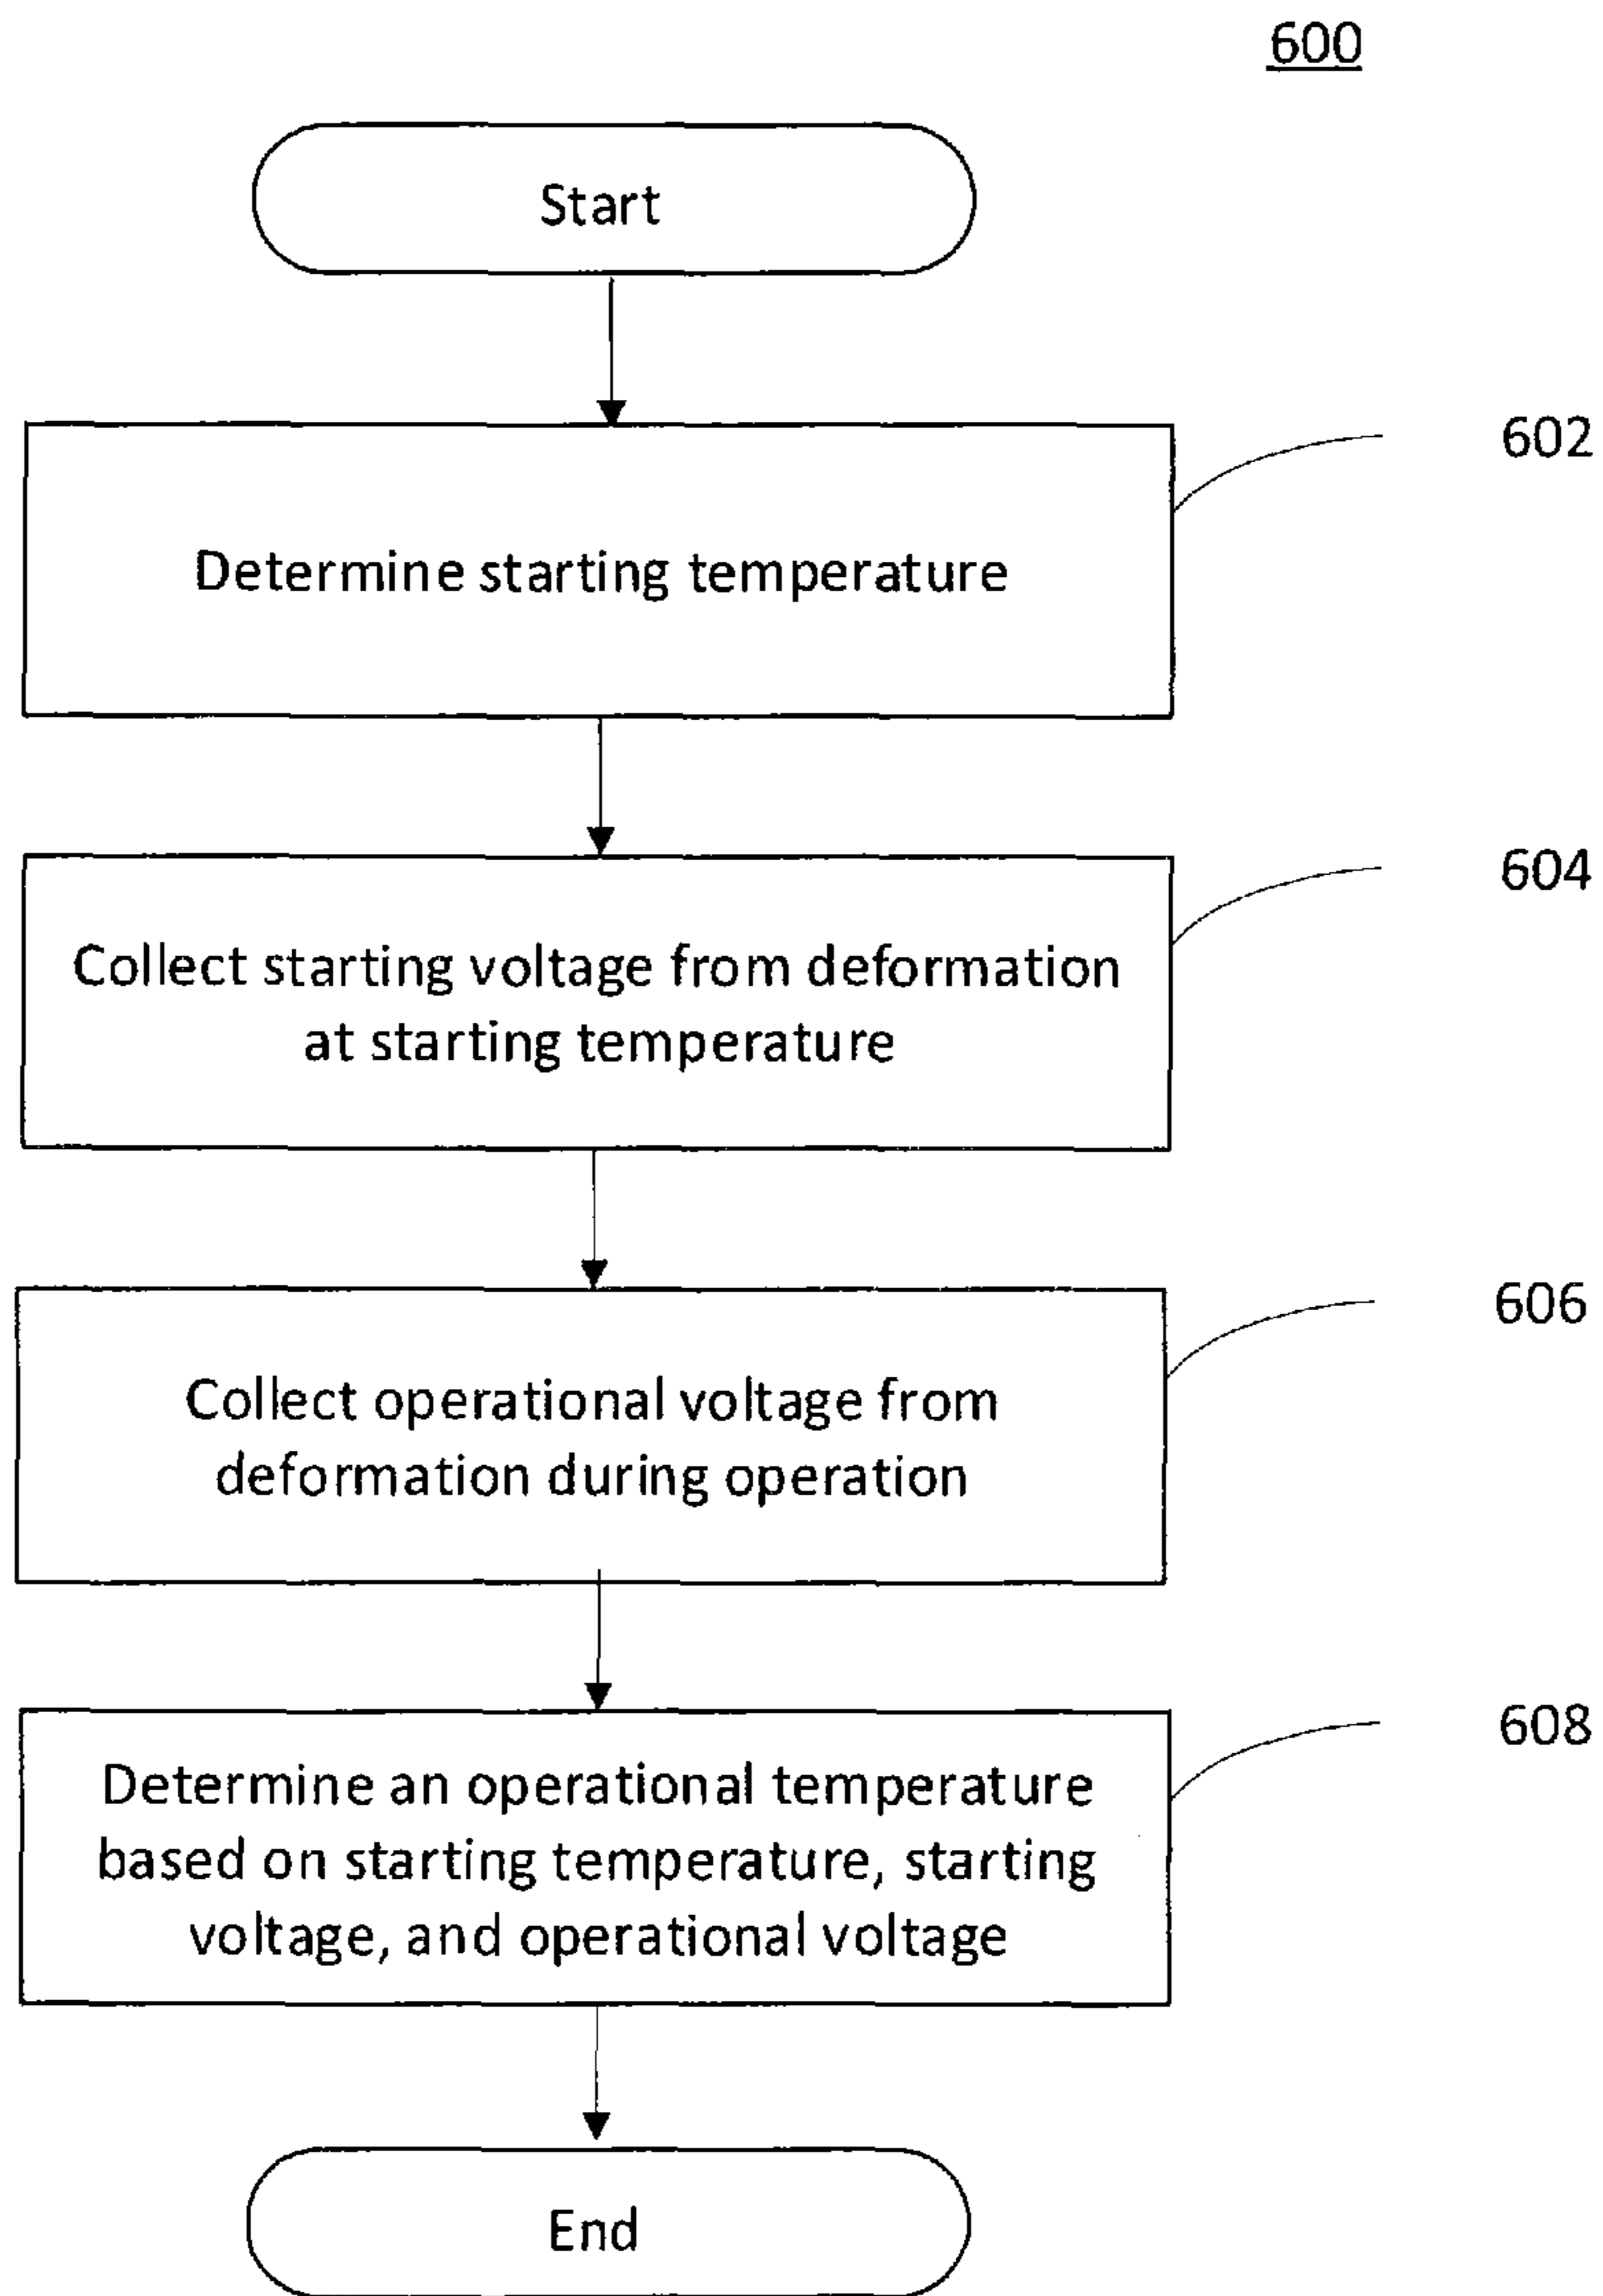 600
Start
602
Determine starting temperature
604
Collect starting voltage from deformation
at starting temperature
606
Collect operational voltage from
deformation during operation
608
Determine an operational temperature
based on starting temperature, starting
voltage, and operational voltage
End